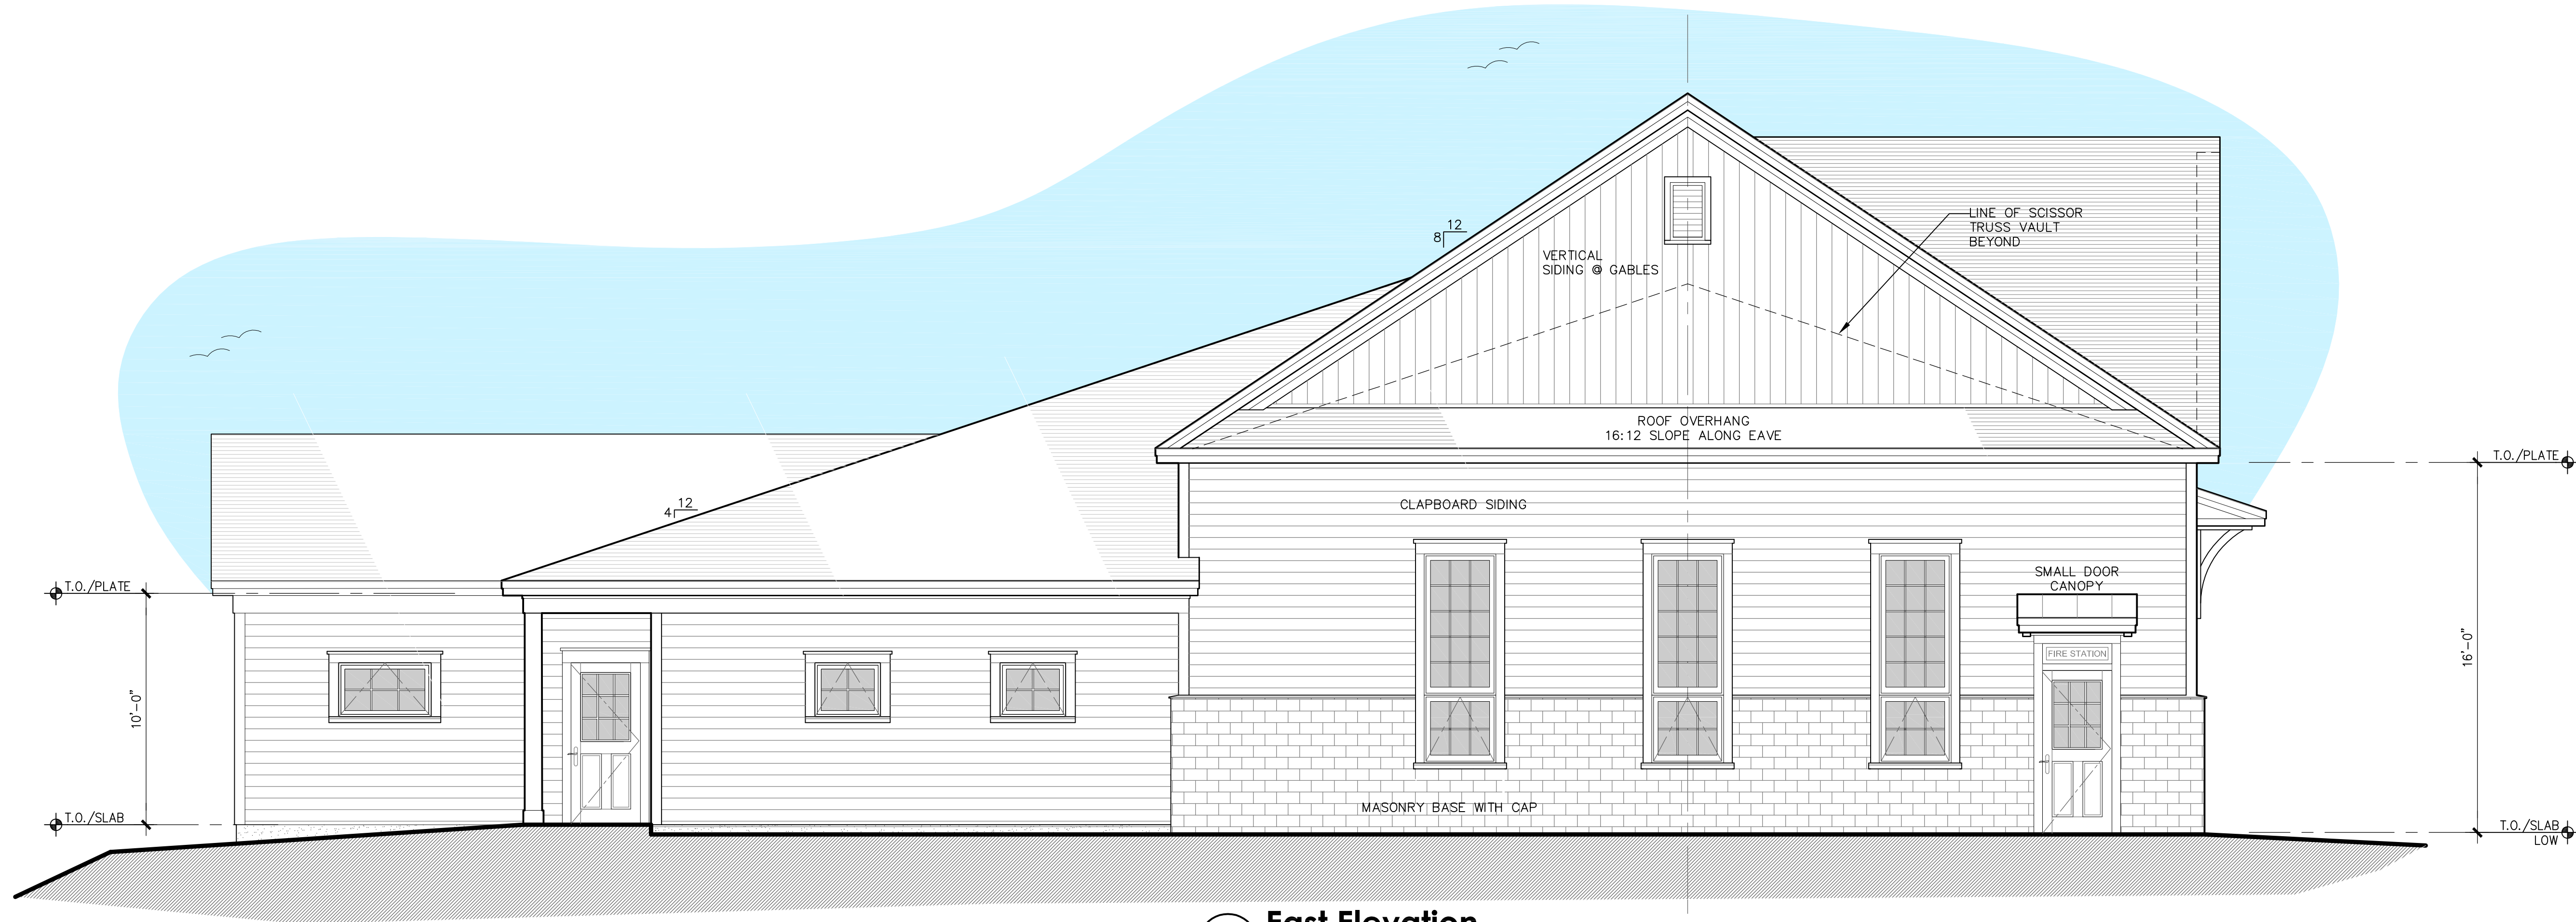 12
8
LINE OF SCISSOR
TRUSS VAULT
BEYOND
VERTICAL
SIDING @ GABLES
ROOF OVERHANG
16:12 SLOPE ALONG EAVE
T.O./PLATE
12
4
CLAPBOARD SIDING
SMALL DOOR
CANOPY
T.O./PLATE
FIRE STATION
16'-0"
10'-0"
MASONRY BASE WITH CAP
T.O./SLAB
T.O./SLAB
LOW
East Elevation